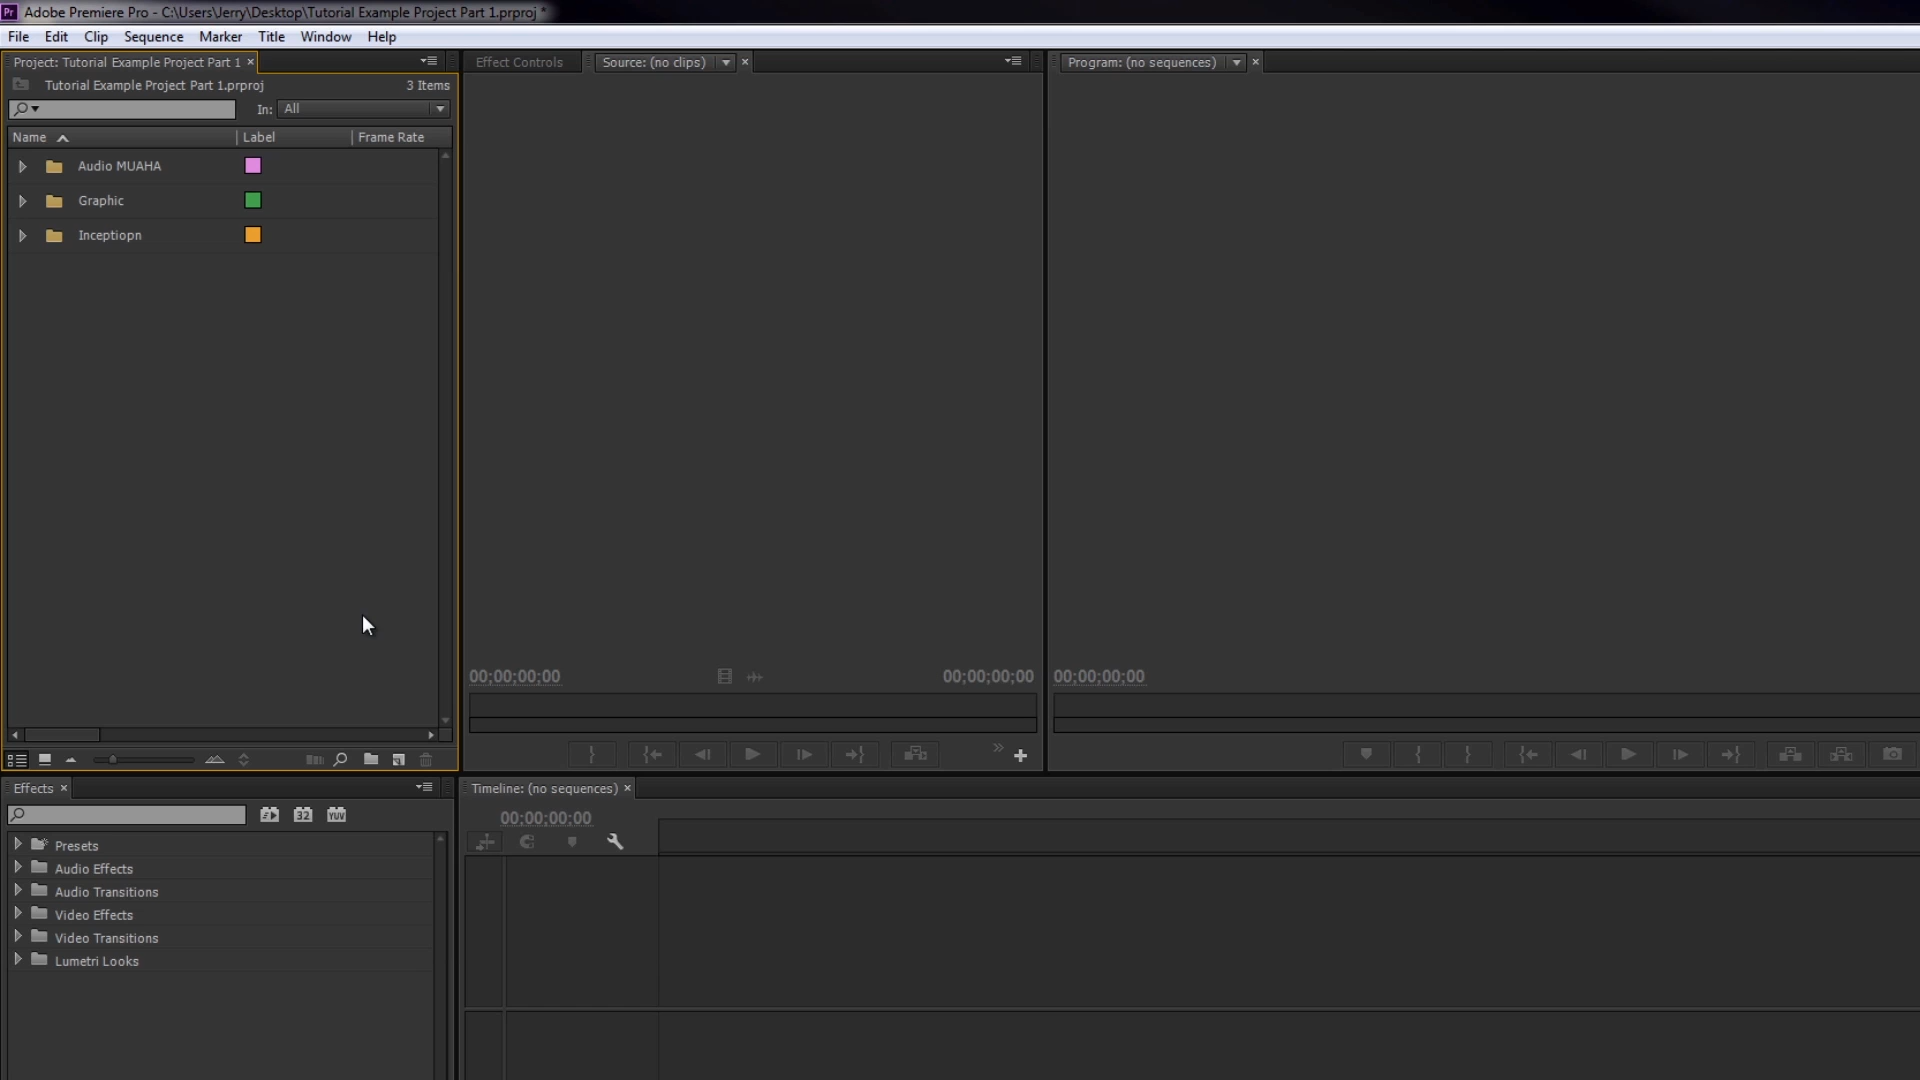 Pr Adobe Premiere Pro - C:\Users\Jerry\Desktop\Tutorial Example Project Part 1.prproj *
File Edit Clip Sequence Marker Title Window Help
Project: Tutorial Example Project Part 1 ×
Tutorial Example Project Part 1.prproj 3 Items
In: All
Name Label Frame Rate
Audio MUAHA
Graphic
Inceptiopn
Effect Controls Source: (no clips) ×
00;00;00;00 00;00;00;00
Program: (no sequences) ×
00;00;00;00
Effects ×
32 YUV
Presets
Audio Effects
Audio Transitions
Video Effects
Video Transitions
Lumetri Looks
Timeline: (no sequences) ×
00;00;00;00